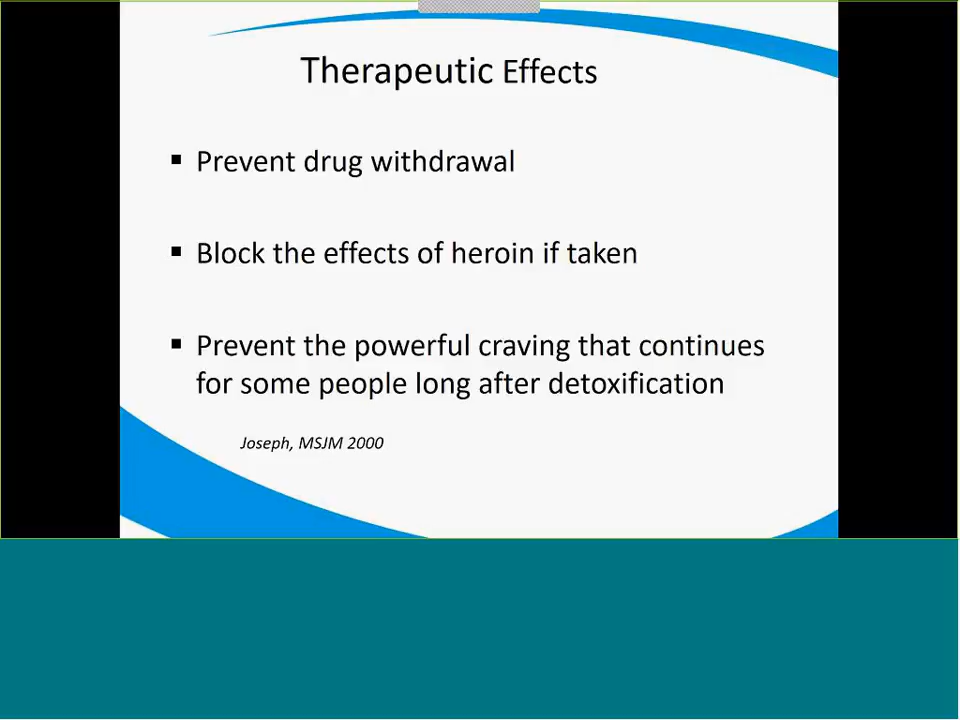 Therapeutic Effects
▪ Prevent drug withdrawal
▪ Block the effects of heroin if taken
▪ Prevent the powerful craving that continues
for some people long after detoxification
Joseph, MSJM 2000